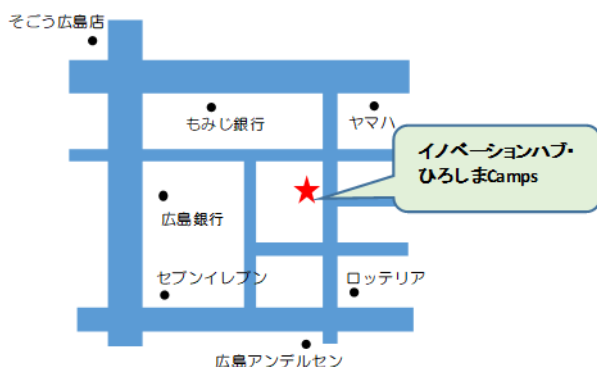 そごう広島店
もみじ銀行
ヤマハ
イノベーションハブ・
ひろしまCamps
広島銀行
セブンイレブン
ロッテリア
広島アンデルセン